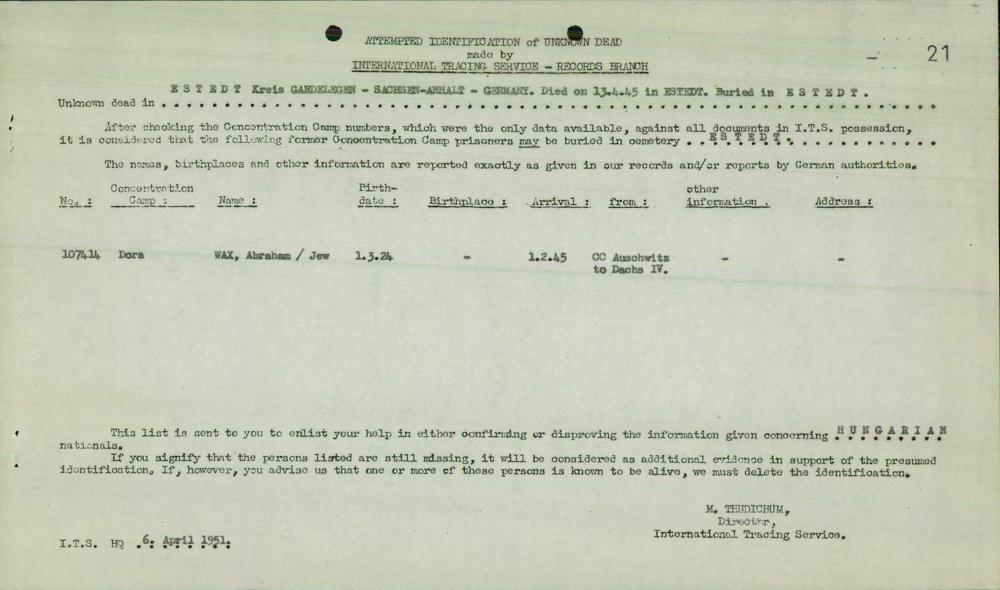 ATTEMPTED IDENTIFICATION of UNKNOWN DEAD
made by
INTERNATIONAL TRACING SERVICE - RECORDS BRANCH
21
E S T E D T Kreis GARDELEGEN - SACHSEN-ANHALT - GERMANY. Died on 13.4.45 in ESTEDT. Buried in E S T E D T .
Unknown dead in . . . . . . . . . . . . . . . . . . . . . . . . . . . . . . . . . . . . . . . . . . . . . . . . . . . . . . . .
After checking the Concentration Camp numbers, which were the only data available, against all documents in I.T.S. possession,
it is considered that the following former Concentration Camp prisoners may be buried in cemetery . . E S T E D T . . . . . . . . . . . . .
The names, birthplaces and other information are reported exactly as given in our records and/or reports by German authorities.
No. : Concentration Camp : Name : Birth-date : Birthplace : Arrival : from : other information . Address :
107414 Dora WAX, Abraham / Jew 1.3.24 - 1.2.45 CC Auschwitz - -
to Dachs IV.
This list is sent to you to enlist your help in either confirming or disproving the information given concerning H U N G A R I A N
nationals.
If you signify that the persons listed are still missing, it will be considered as additional evidence in support of the presumed
identification. If, however, you advise us that one or more of these persons is known to be alive, we must delete the identification.
M. THUDICHUM,
Director,
International Tracing Service.
I.T.S. HQ .6. April 1951.